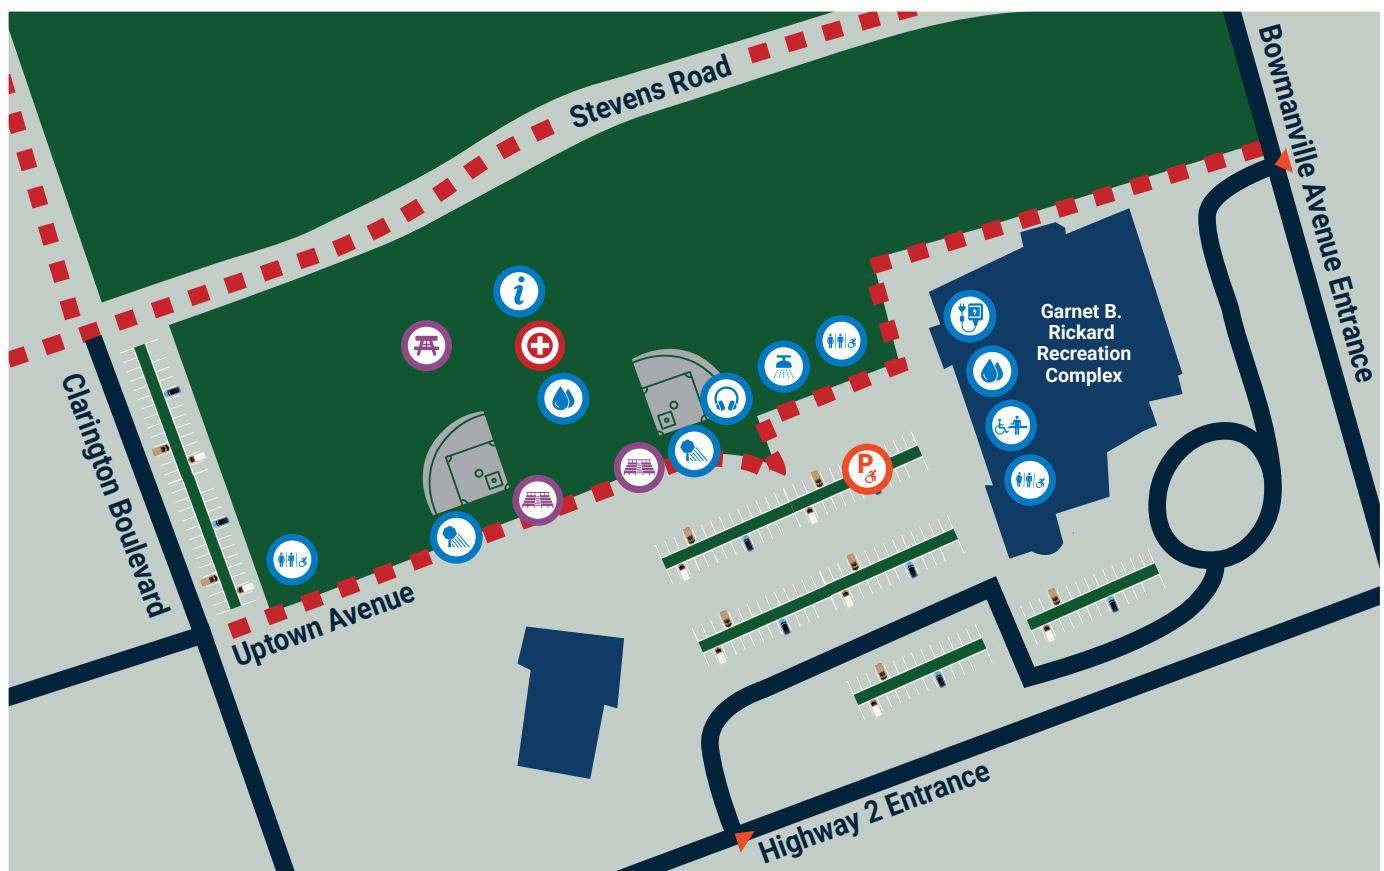 Stevens Road
Bowmanville Avenue Entrance
i
Garnet B.
Rickard
Recreation
Complex
Clarington Boulevard
P
Uptown Avenue
Highway 2 Entrance